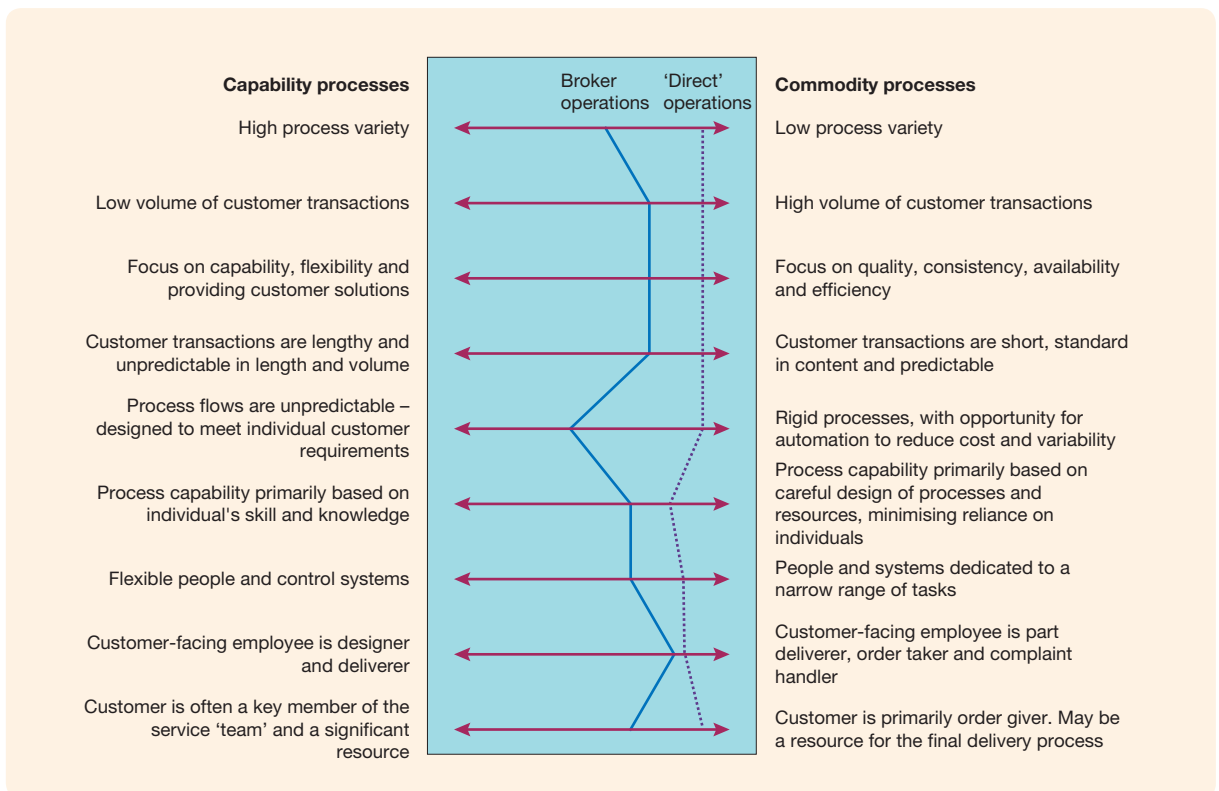 Capability processes
Broker
operations
‘Direct’
operations
Commodity processes
High process variety
Low process variety
Low volume of customer transactions
High volume of customer transactions
Focus on capability, flexibility and
providing customer solutions
Focus on quality, consistency, availability
and efficiency
Customer transactions are lengthy and
unpredictable in length and volume
Customer transactions are short, standard
in content and predictable
Process flows are unpredictable –
designed to meet individual customer
requirements
Rigid processes, with opportunity for
automation to reduce cost and variability
Process capability primarily based on
individual's skill and knowledge
Process capability primarily based on
careful design of processes and
resources, minimising reliance on
individuals
Flexible people and control systems
People and systems dedicated to a
narrow range of tasks
Customer-facing employee is designer
and deliverer
Customer-facing employee is part
deliverer, order taker and complaint
handler
Customer is often a key member of the
service ‘team’ and a significant
resource
Customer is primarily order giver. May be
a resource for the final delivery process